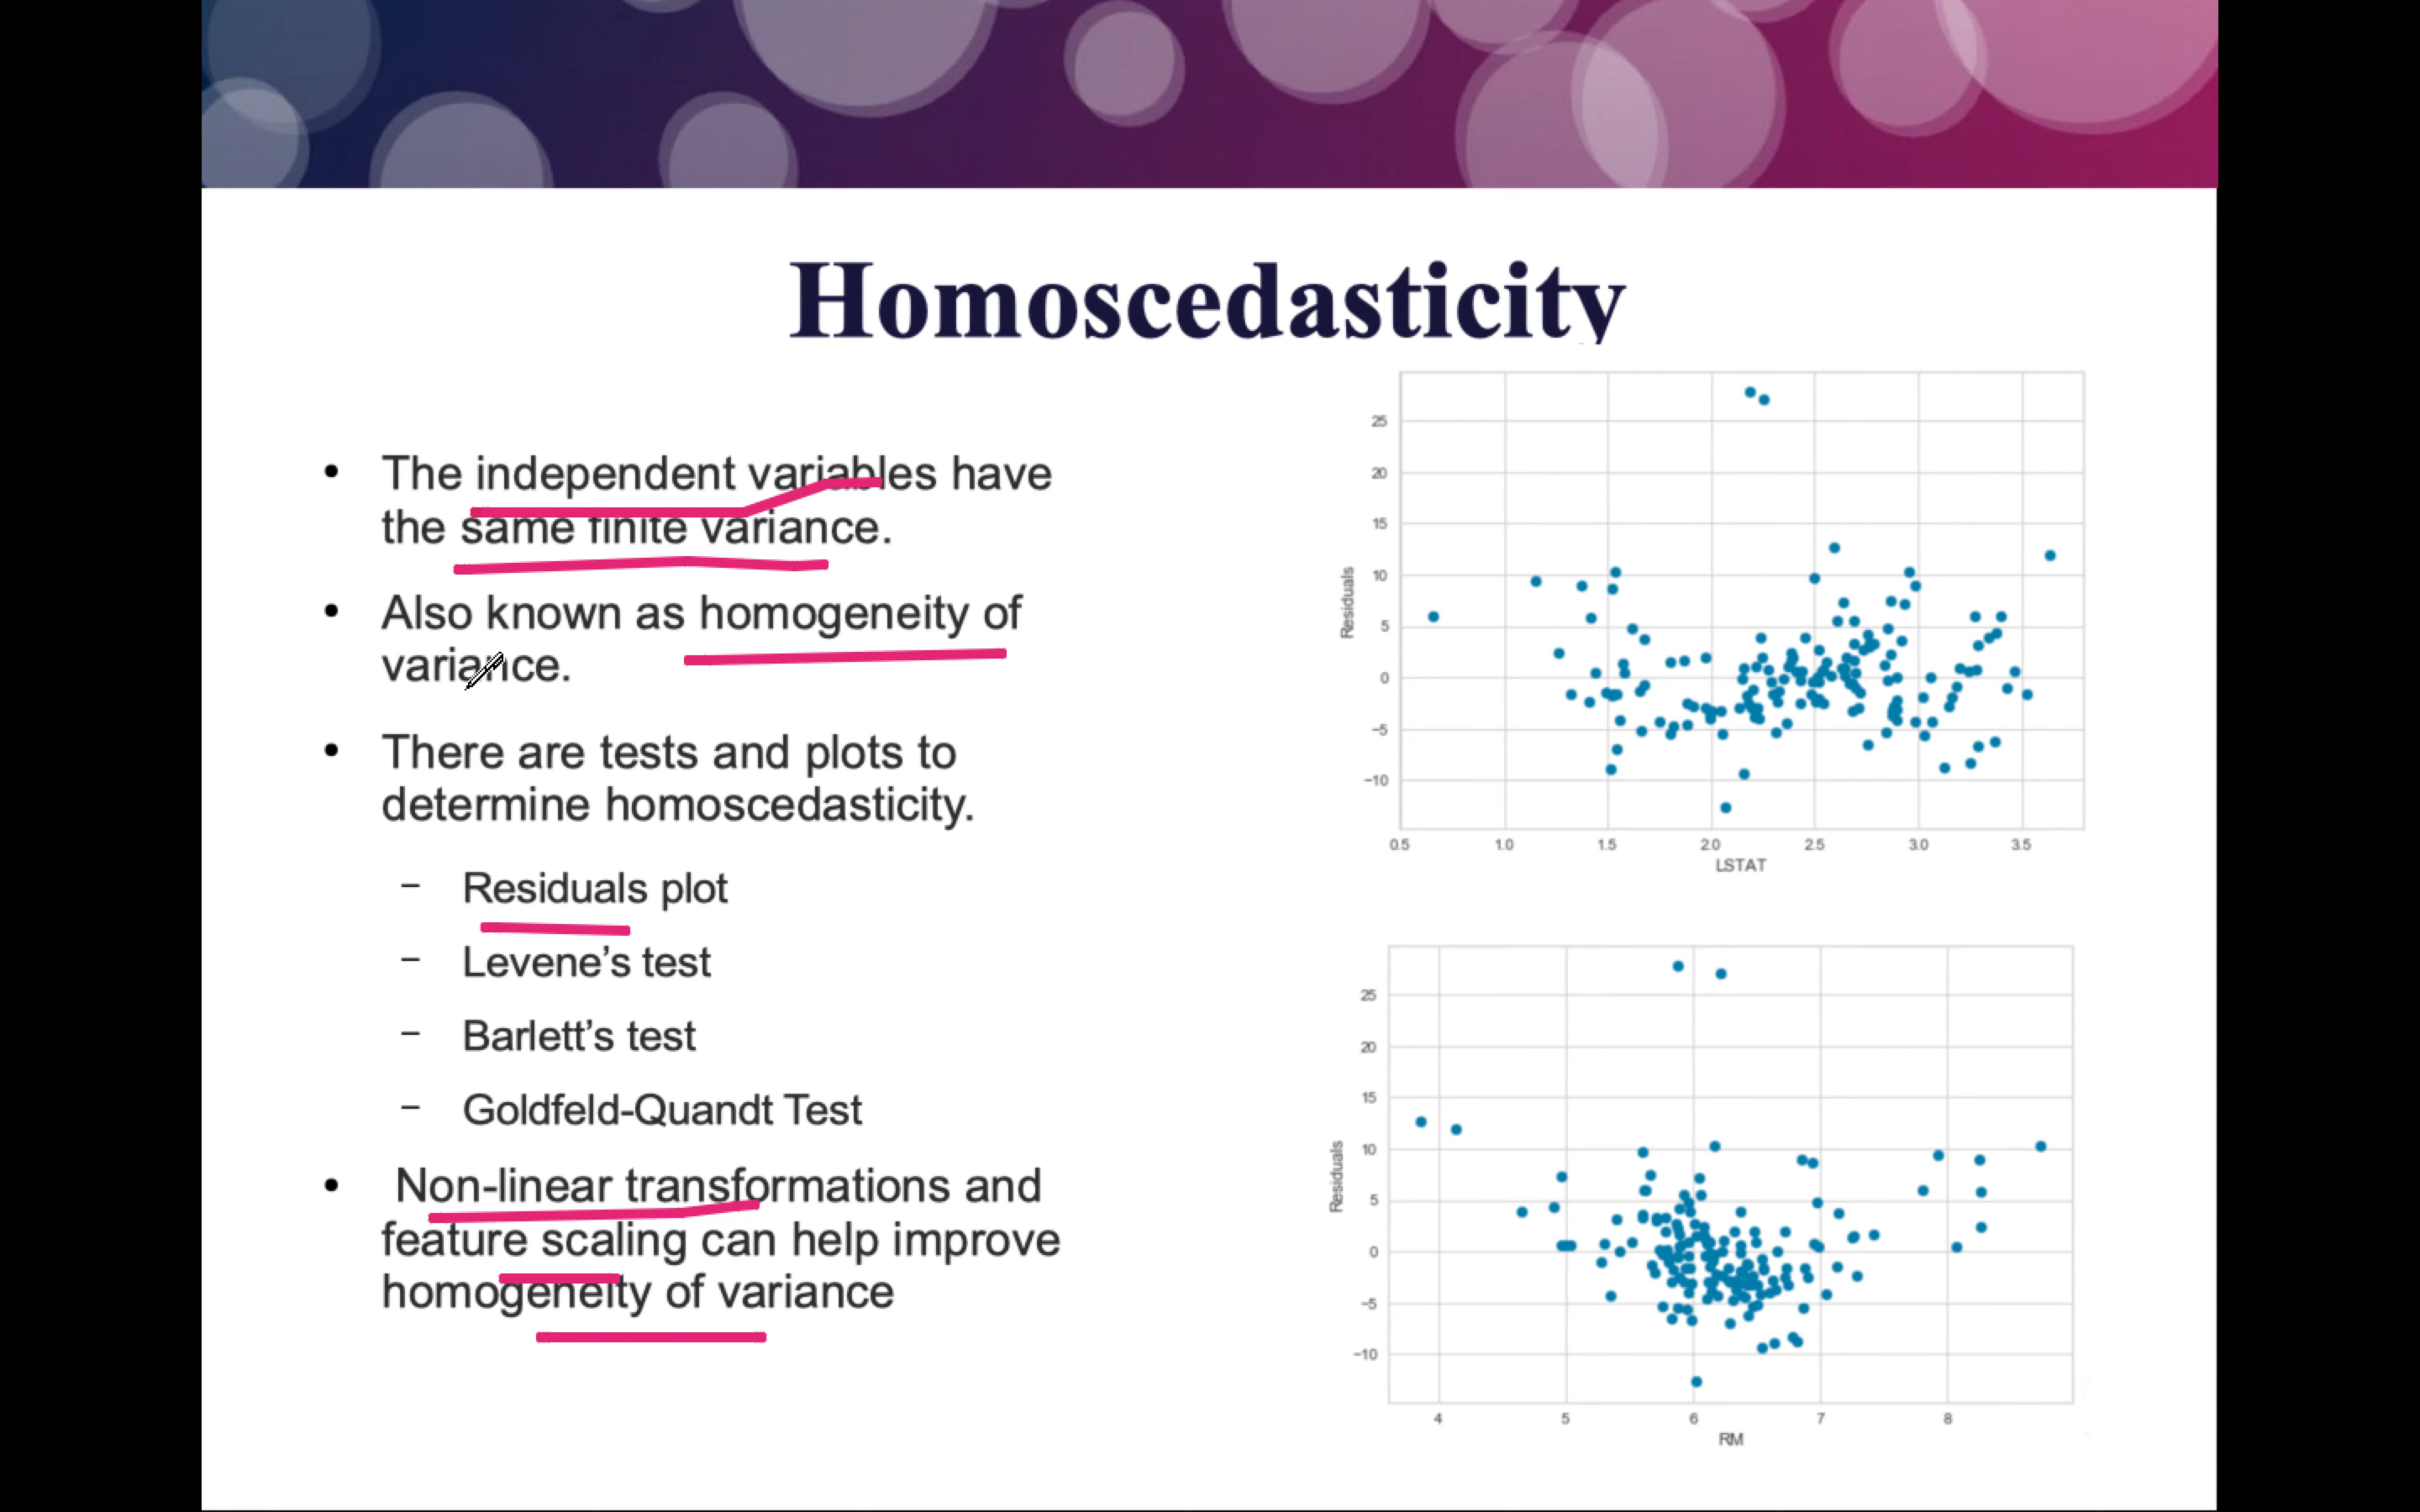 Homoscedasticity
The independent variables have
the same finite variance.
Also known as homogeneity of
variance.
There are tests and plots to
determine homoscedasticity.
– Residuals plot
– Levene’s test
– Barlett’s test
– Goldfeld-Quandt Test
Non-linear transformations and
feature scaling can help improve
homogeneity of variance
25
20
15
10
5
0
−5
−10
Residuals
0.5 1.0 1.5 2.0 2.5 3.0 3.5
LSTAT
25
20
15
10
5
0
−5
−10
Residuals
4 5 6 7 8
RM